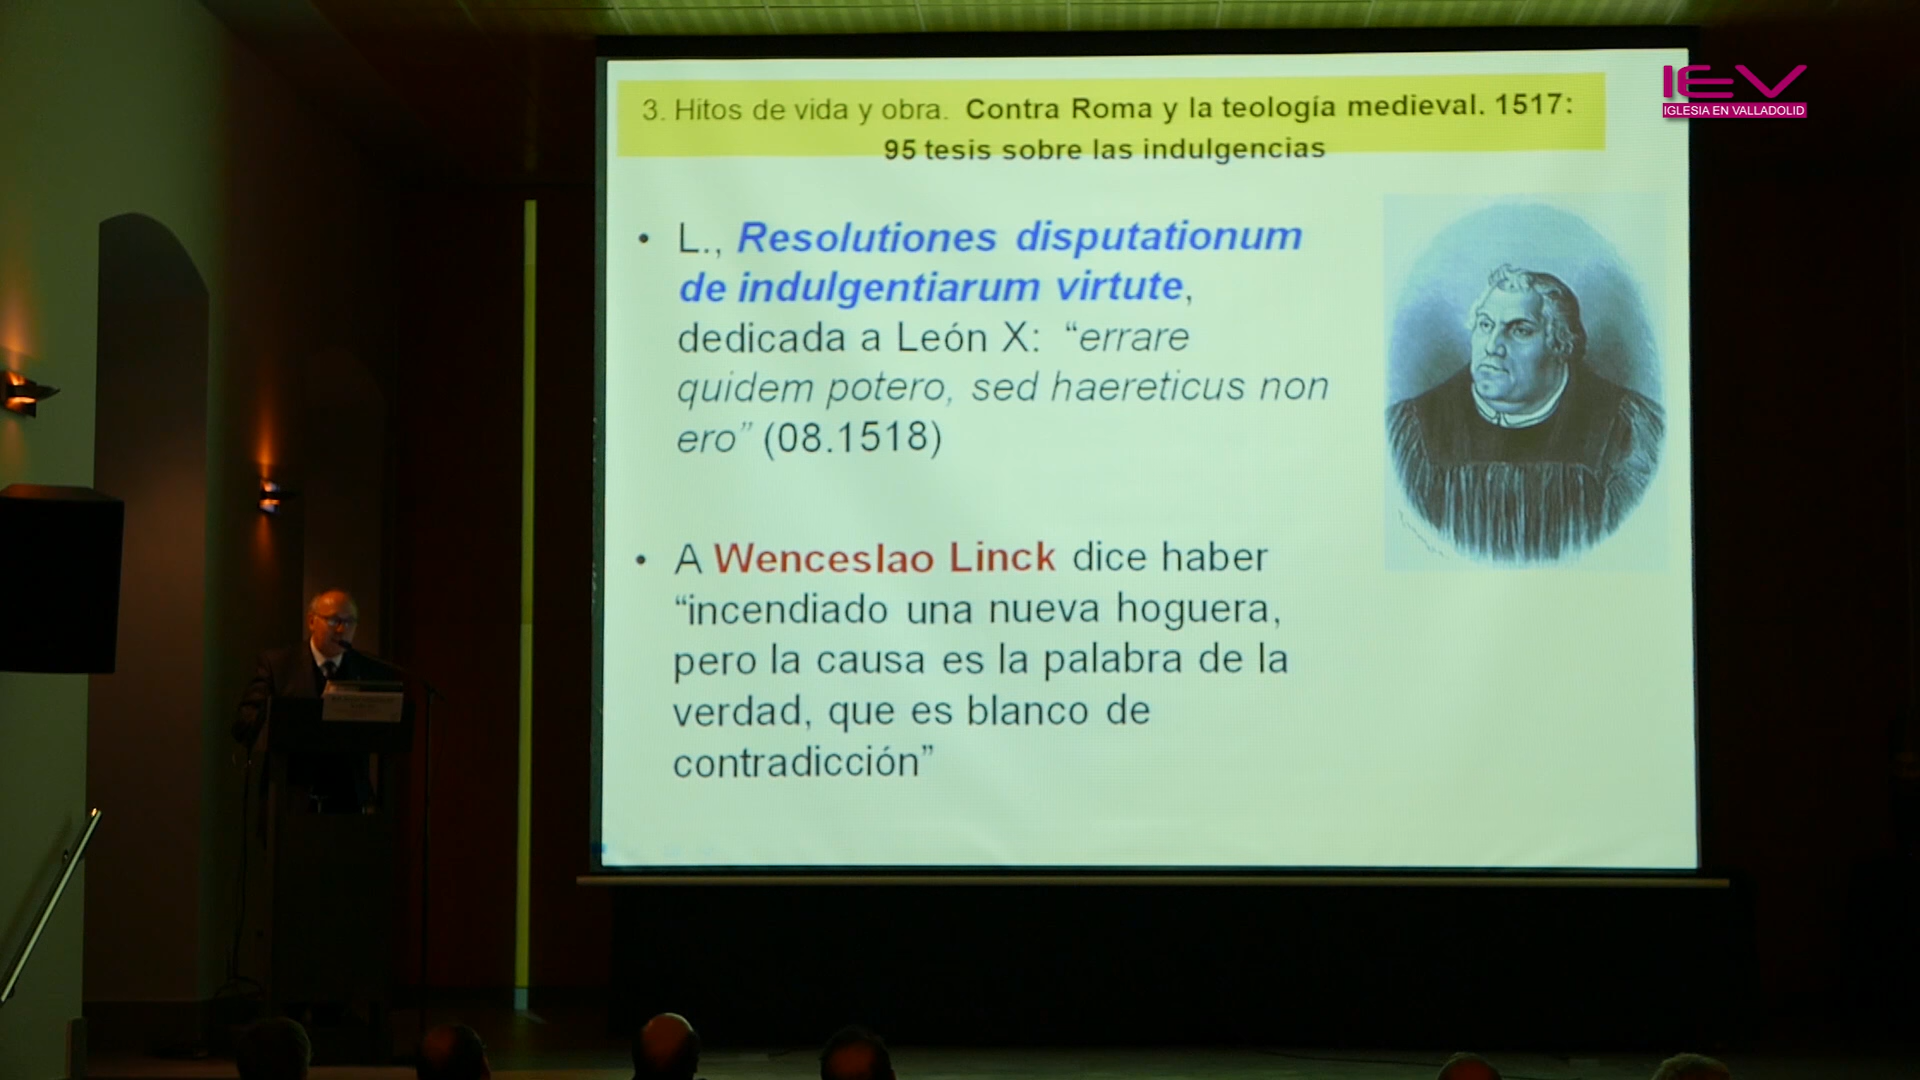 IEV
IGLESIA EN VALLADOLID
3. Hitos de vida y obra. Contra Roma y la teología medieval. 1517:
95 tesis sobre las indulgencias
• L., Resolutiones disputationum
de indulgentiarum virtute,
dedicada a León X: “errare
quidem potero, sed haereticus non
ero” (08.1518)
• A Wenceslao Linck dice haber
“incendiado una nueva hoguera,
pero la causa es la palabra de la
verdad, que es blanco de
contradicción”